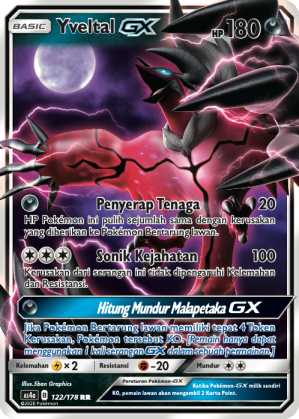 BASIC
Yveltal GX
HP 180
Penyerap Tenaga 20
HP Pokémon ini pulih sejumlah sama dengan kerusakan
yang diberikan ke Pokémon Bertarung lawan.
Sonik Kejahatan 100
Kerusakan dari serangan ini tidak dipengaruhi Kelemahan
dan Resistansi.
Hitung Mundur Malapetaka GX
Jika Pokémon Bertarung lawan memiliki tepat 4 Token
Kerusakan, Pokémon tersebut KO. [Pemain hanya dapat
menggunakan 1 kali serangan GX dalam sebuah permainan.]
Kelemahan ×2 Resistansi -20 Mundur
Illus. 5ban Graphics
Peraturan Pokémon-GX
Ketika Pokémon-GX milik sendiri
KO, pemain lawan mengambil 2 Kartu Point.
122/178 RR
©2020 Pokémon